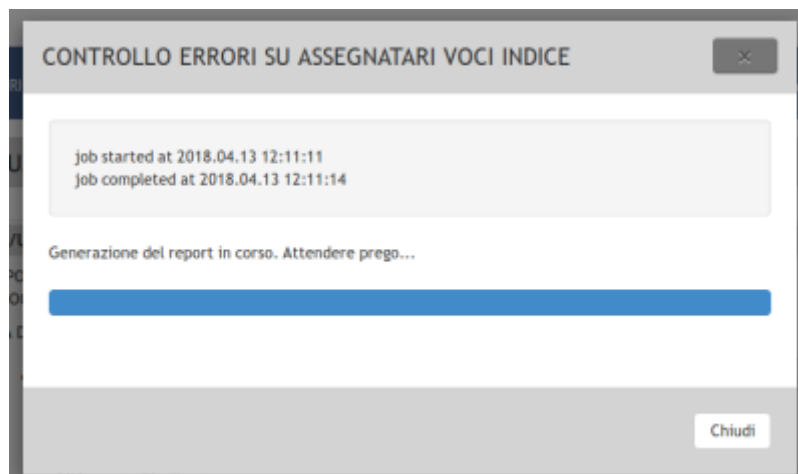 CONTROLLO ERRORI SU ASSEGNATARI VOCI INDICE
×
job started at 2018.04.13 12:11:11
job completed at 2018.04.13 12:11:14
Generazione del report in corso. Attendere prego...
Chiudi